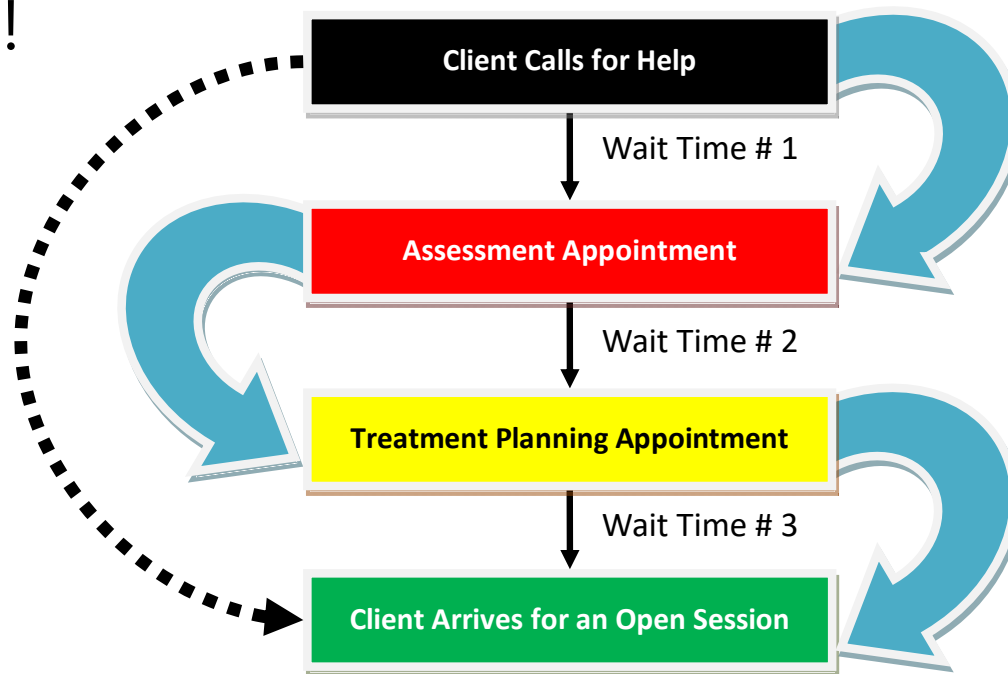 !
Client Calls for Help
Wait Time # 1
Assessment Appointment
Wait Time # 2
Treatment Planning Appointment
Wait Time # 3
Client Arrives for an Open Session